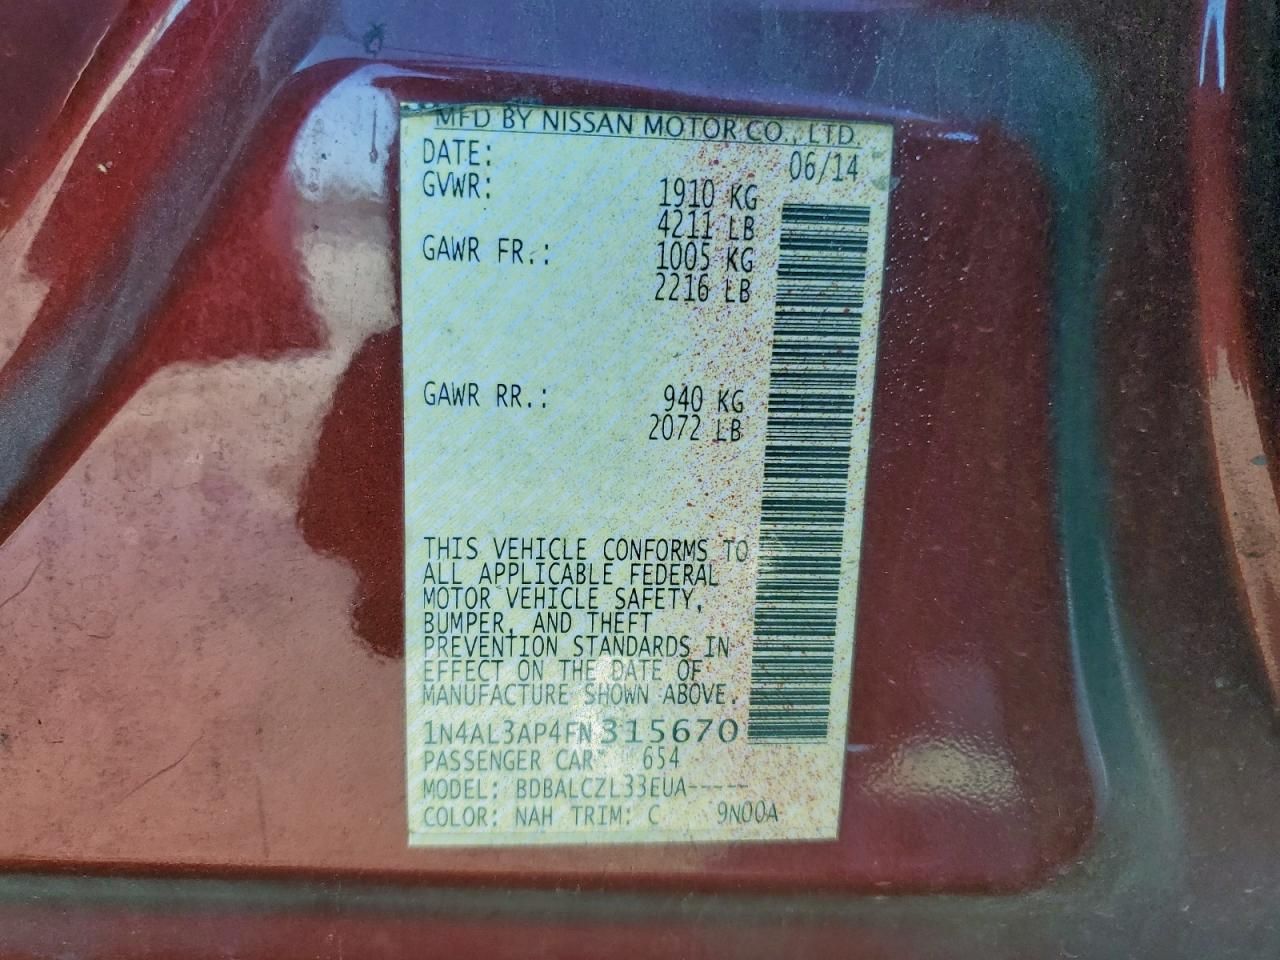 MFD BY NISSAN MOTOR CO., LTD.
DATE: 06/14
GVWR: 1910 KG
4211 LB
GAWR FR.: 1005 KG
2216 LB
GAWR RR.: 940 KG
2072 LB
THIS VEHICLE CONFORMS TO
ALL APPLICABLE FEDERAL
MOTOR VEHICLE SAFETY,
BUMPER, AND THEFT
PREVENTION STANDARDS IN
EFFECT ON THE DATE OF
MANUFACTURE SHOWN ABOVE.
1N4AL3AP4FN315670
PASSENGER CAR 654
MODEL: BDBALCZL33EUA-----
COLOR: NAH TRIM: C 9N00A